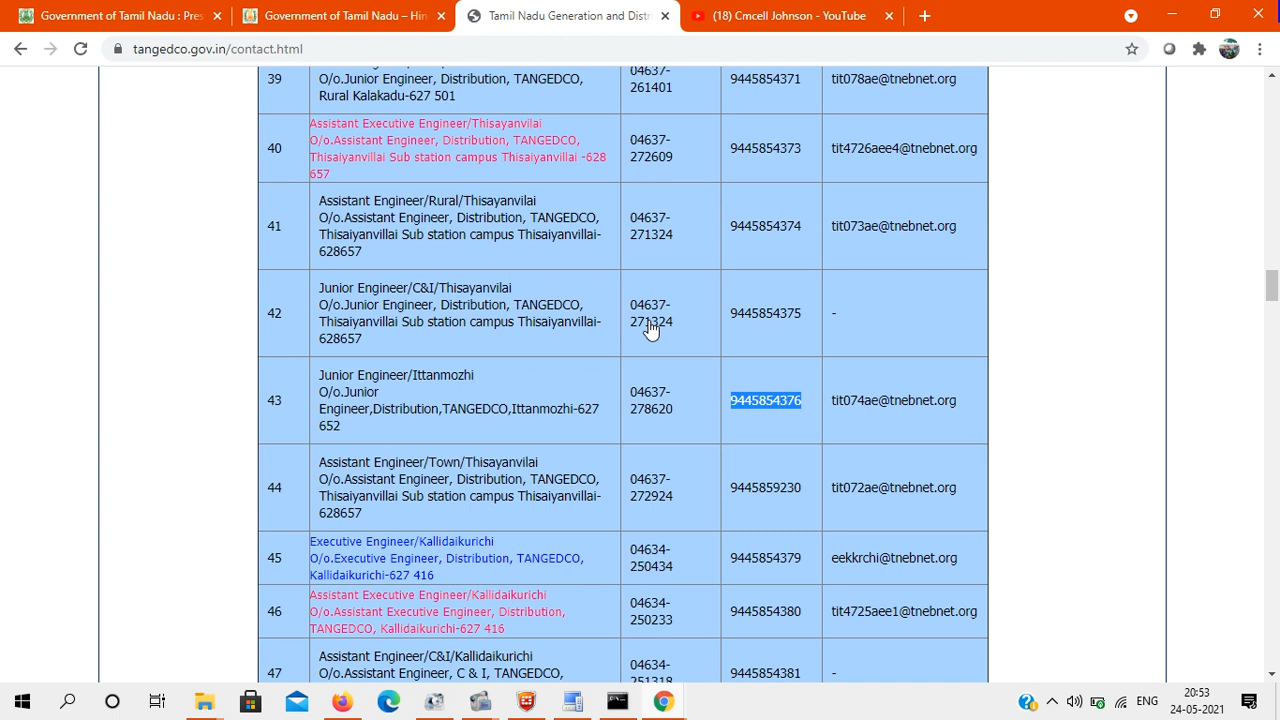 Government of Tamil Nadu : Pres
Government of Tamil Nadu – Hin
Tamil Nadu Generation and Distr
(18) Cmcell Johnson - YouTube
tangedco.gov.in/contact.html
39
O/o.Junior Engineer, Distribution, TANGEDCO,
Rural Kalakadu-627 501
04637-
261401
9445854371
tit078ae@tnebnet.org
40
Assistant Executive Engineer/Thisayanvilai
O/o.Assistant Engineer, Distribution, TANGEDCO,
Thisaiyanvillai Sub station campus Thisaiyanvillai -628
657
04637-
272609
9445854373
tit4726aee4@tnebnet.org
41
Assistant Engineer/Rural/Thisayanvilai
O/o.Assistant Engineer, Distribution, TANGEDCO,
Thisaiyanvillai Sub station campus Thisaiyanvillai-
628657
04637-
271324
9445854374
tit073ae@tnebnet.org
42
Junior Engineer/C&I/Thisayanvilai
O/o.Junior Engineer, Distribution, TANGEDCO,
Thisaiyanvillai Sub station campus Thisaiyanvillai-
628657
04637-
271324
9445854375
-
43
Junior Engineer/Ittanmozhi
O/o.Junior
Engineer,Distribution,TANGEDCO,Ittanmozhi-627
652
04637-
278620
9445854376
tit074ae@tnebnet.org
44
Assistant Engineer/Town/Thisayanvilai
O/o.Assistant Engineer, Distribution, TANGEDCO,
Thisaiyanvillai Sub station campus Thisaiyanvillai-
628657
04637-
272924
9445859230
tit072ae@tnebnet.org
45
Executive Engineer/Kallidaikurichi
O/o.Executive Engineer, Distribution, TANGEDCO,
Kallidaikurichi-627 416
04634-
250434
9445854379
eekkrchi@tnebnet.org
46
Assistant Executive Engineer/Kallidaikurichi
O/o.Assistant Executive Engineer, Distribution,
TANGEDCO, Kallidaikurichi-627 416
04634-
250233
9445854380
tit4725aee1@tnebnet.org
47
Assistant Engineer/C&I/Kallidaikurichi
O/o.Assistant Engineer, C & I, TANGEDCO,
04634-
251318
9445854381
-
ENG
20:53
24-05-2021